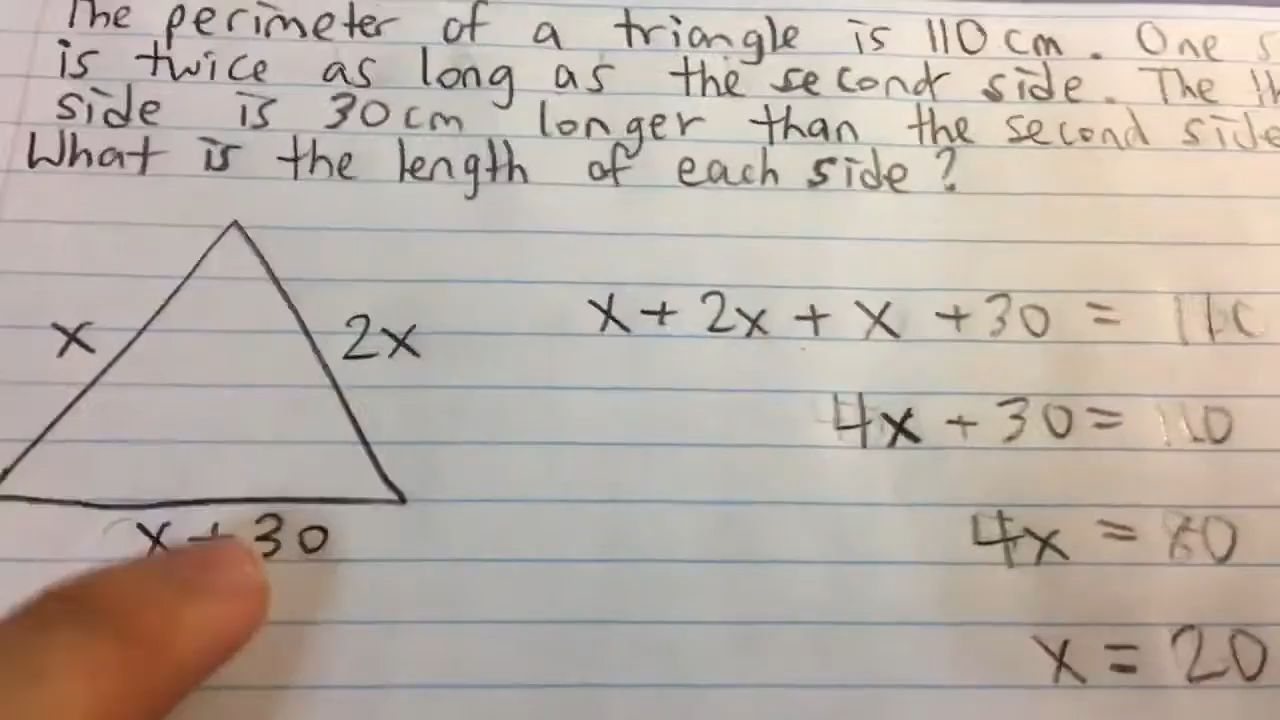 The perimeter of a triangle is 110 cm. One
is twice as long as the second side. The
side is 30 cm longer than the second side
What is the length of each side?
x 2x x + 2x + x + 30 = 110
4x + 30 = 110
x + 30 4x = 80
x = 20